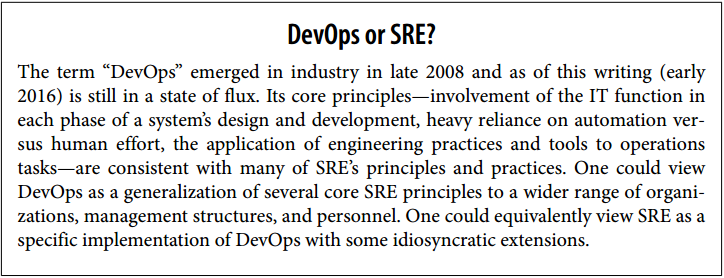 DevOps or SRE?
The term “DevOps” emerged in industry in late 2008 and as of this writing (early
2016) is still in a state of flux. Its core principles—involvement of the IT function in
each phase of a system’s design and development, heavy reliance on automation ver-
sus human effort, the application of engineering practices and tools to operations
tasks—are consistent with many of SRE’s principles and practices. One could view
DevOps as a generalization of several core SRE principles to a wider range of organi-
zations, management structures, and personnel. One could equivalently view SRE as a
specific implementation of DevOps with some idiosyncratic extensions.